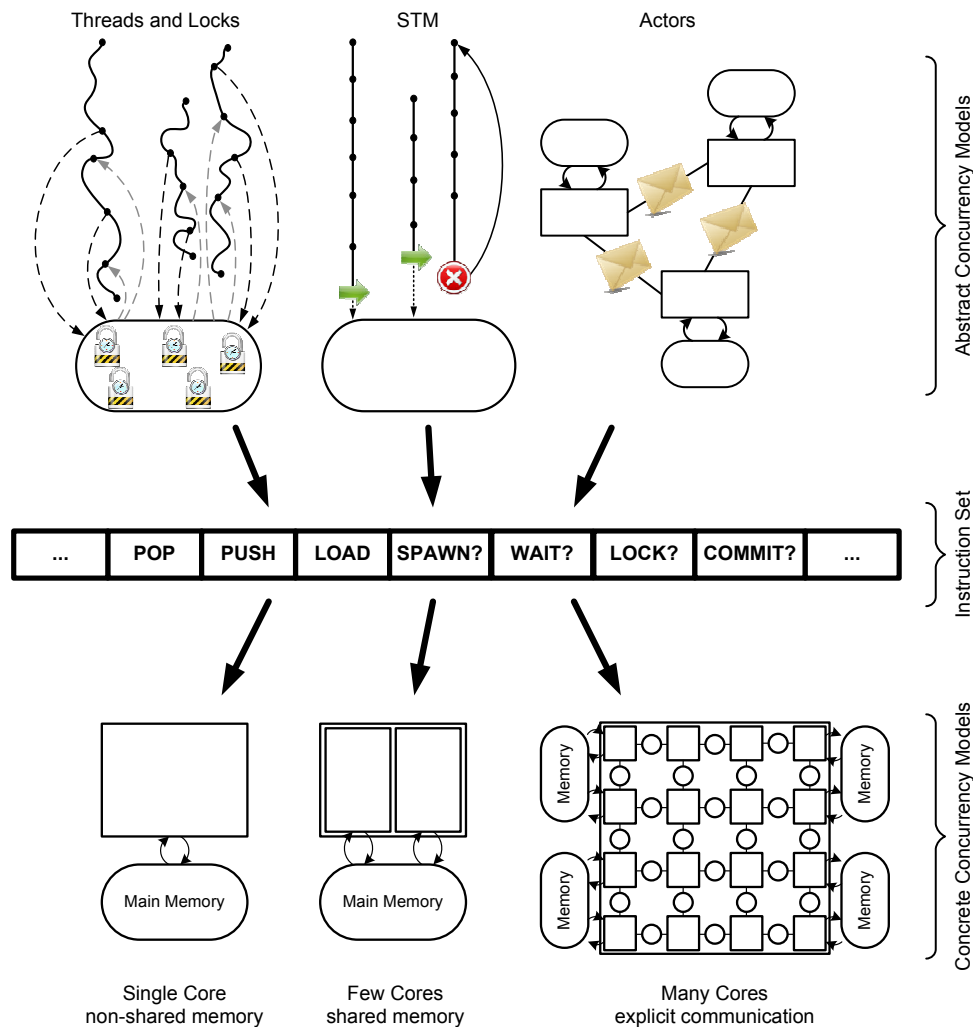 Threads and Locks
STM
Actors
Abstract Concurrency Models
... POP PUSH LOAD SPAWN? WAIT? LOCK? COMMIT? ...
Instruction Set
Main Memory
Main Memory
Memory
Memory
Memory
Memory
Concrete Concurrency Models
Single Core
non-shared memory
Few Cores
shared memory
Many Cores
explicit communication